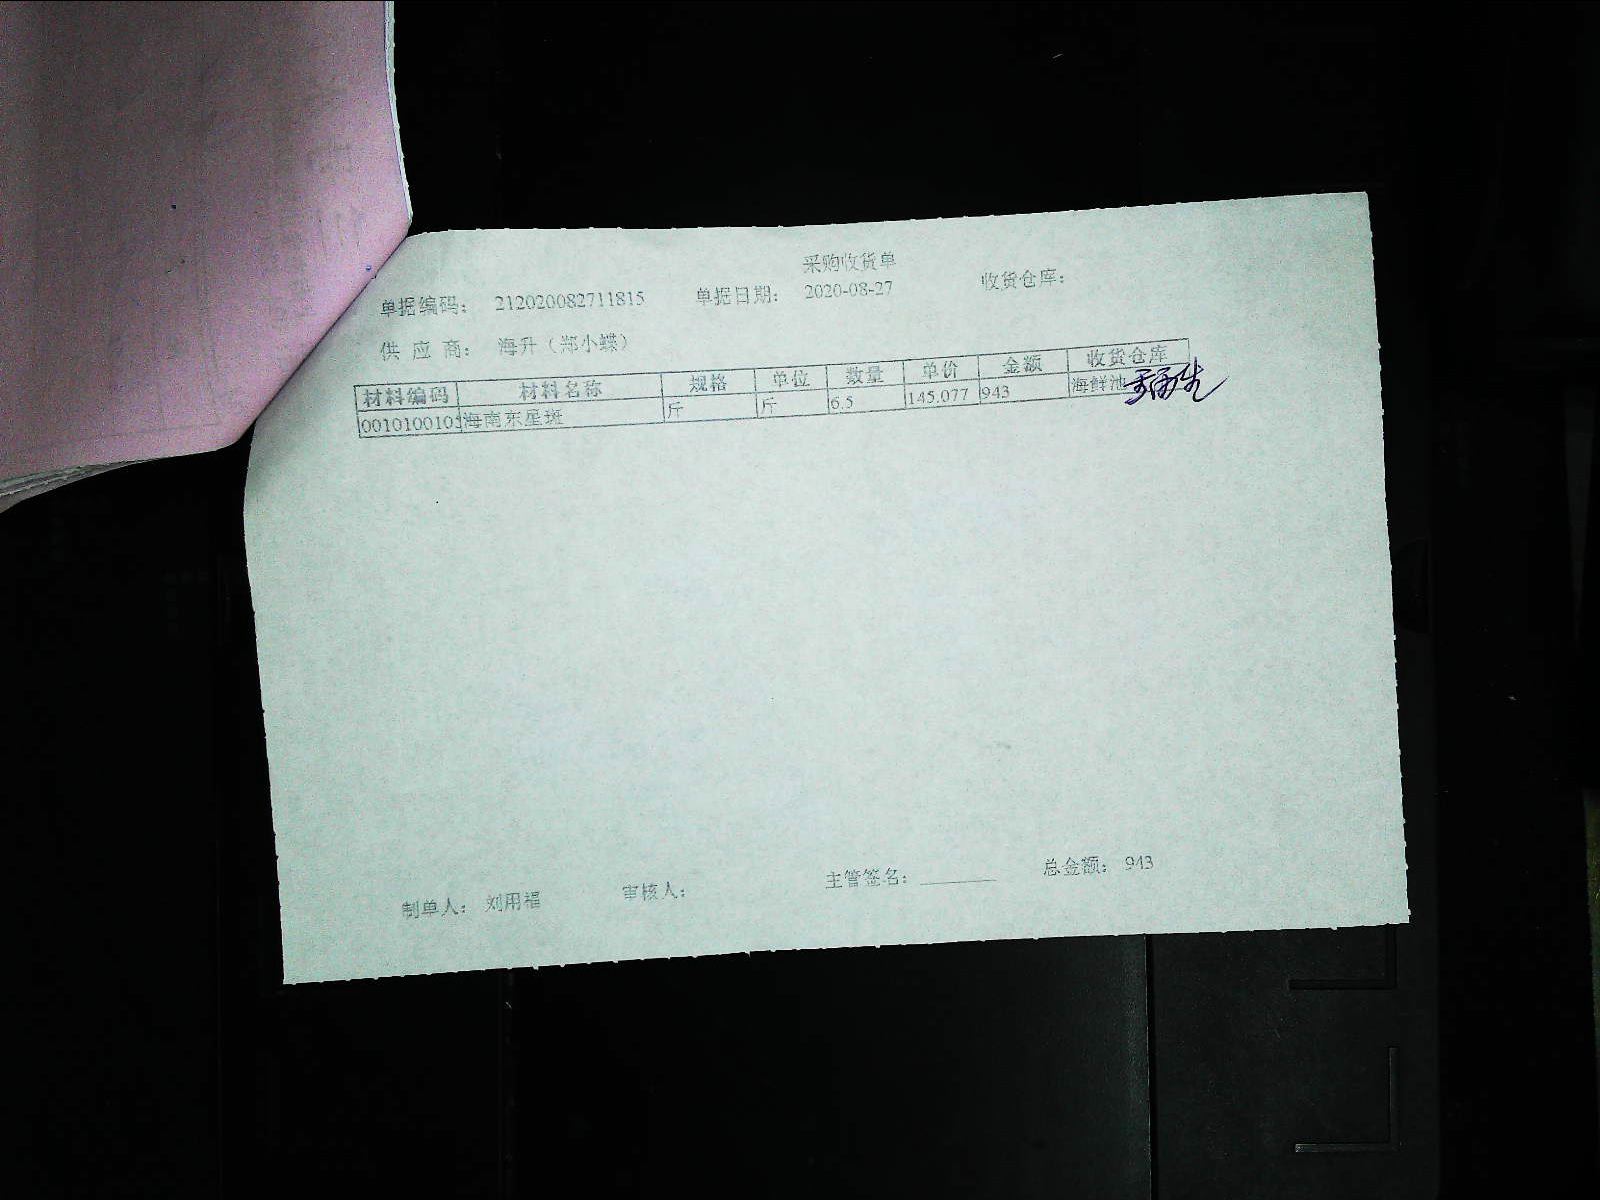 采购收货单
单据编码： 212020082711815 单据日期： 2020-08-27 收货仓库：
供 应 商： 海升（郑小蝶）
材料编码 材料名称 规格 单位 数量 单价 金额 收货仓库
0010100105 海南东星斑 斤 斤 6.5 145.077 943 海鲜池
制单人： 刘用福 审核人： 主管签名： ________ 总金额： 943